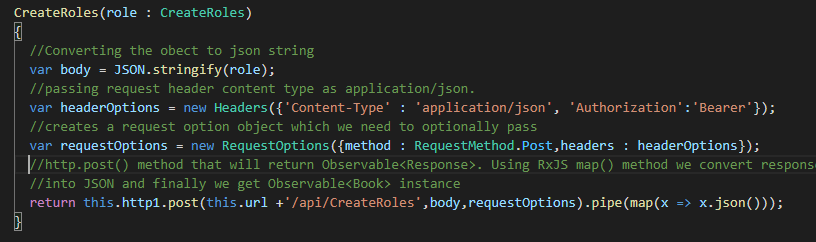 CreateRoles(role : CreateRoles)
{
//Converting the obect to json string
var body = JSON.stringify(role);
//passing request header content type as application/json.
var headerOptions = new Headers({'Content-Type' : 'application/json', 'Authorization':'Bearer'});
//creates a request option object which we need to optionally pass
var requestOptions = new RequestOptions({method : RequestMethod.Post,headers : headerOptions});
//http.post() method that will return Observable<Response>. Using RxJS map() method we convert respons
//into JSON and finally we get Observable<Book> instance
return this.http1.post(this.url +'/api/CreateRoles',body,requestOptions).pipe(map(x => x.json()));
}